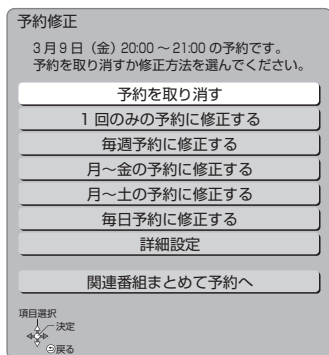 予約修正
3月9日（金）20:00～21:00の予約です。
予約を取り消すか修正方法を選んでください。
予約を取り消す
1回のみの予約に修正する
毎週予約に修正する
月～金の予約に修正する
月～土の予約に修正する
毎日予約に修正する
詳細設定
関連番組まとめて予約へ
項目選択
決定
戻る